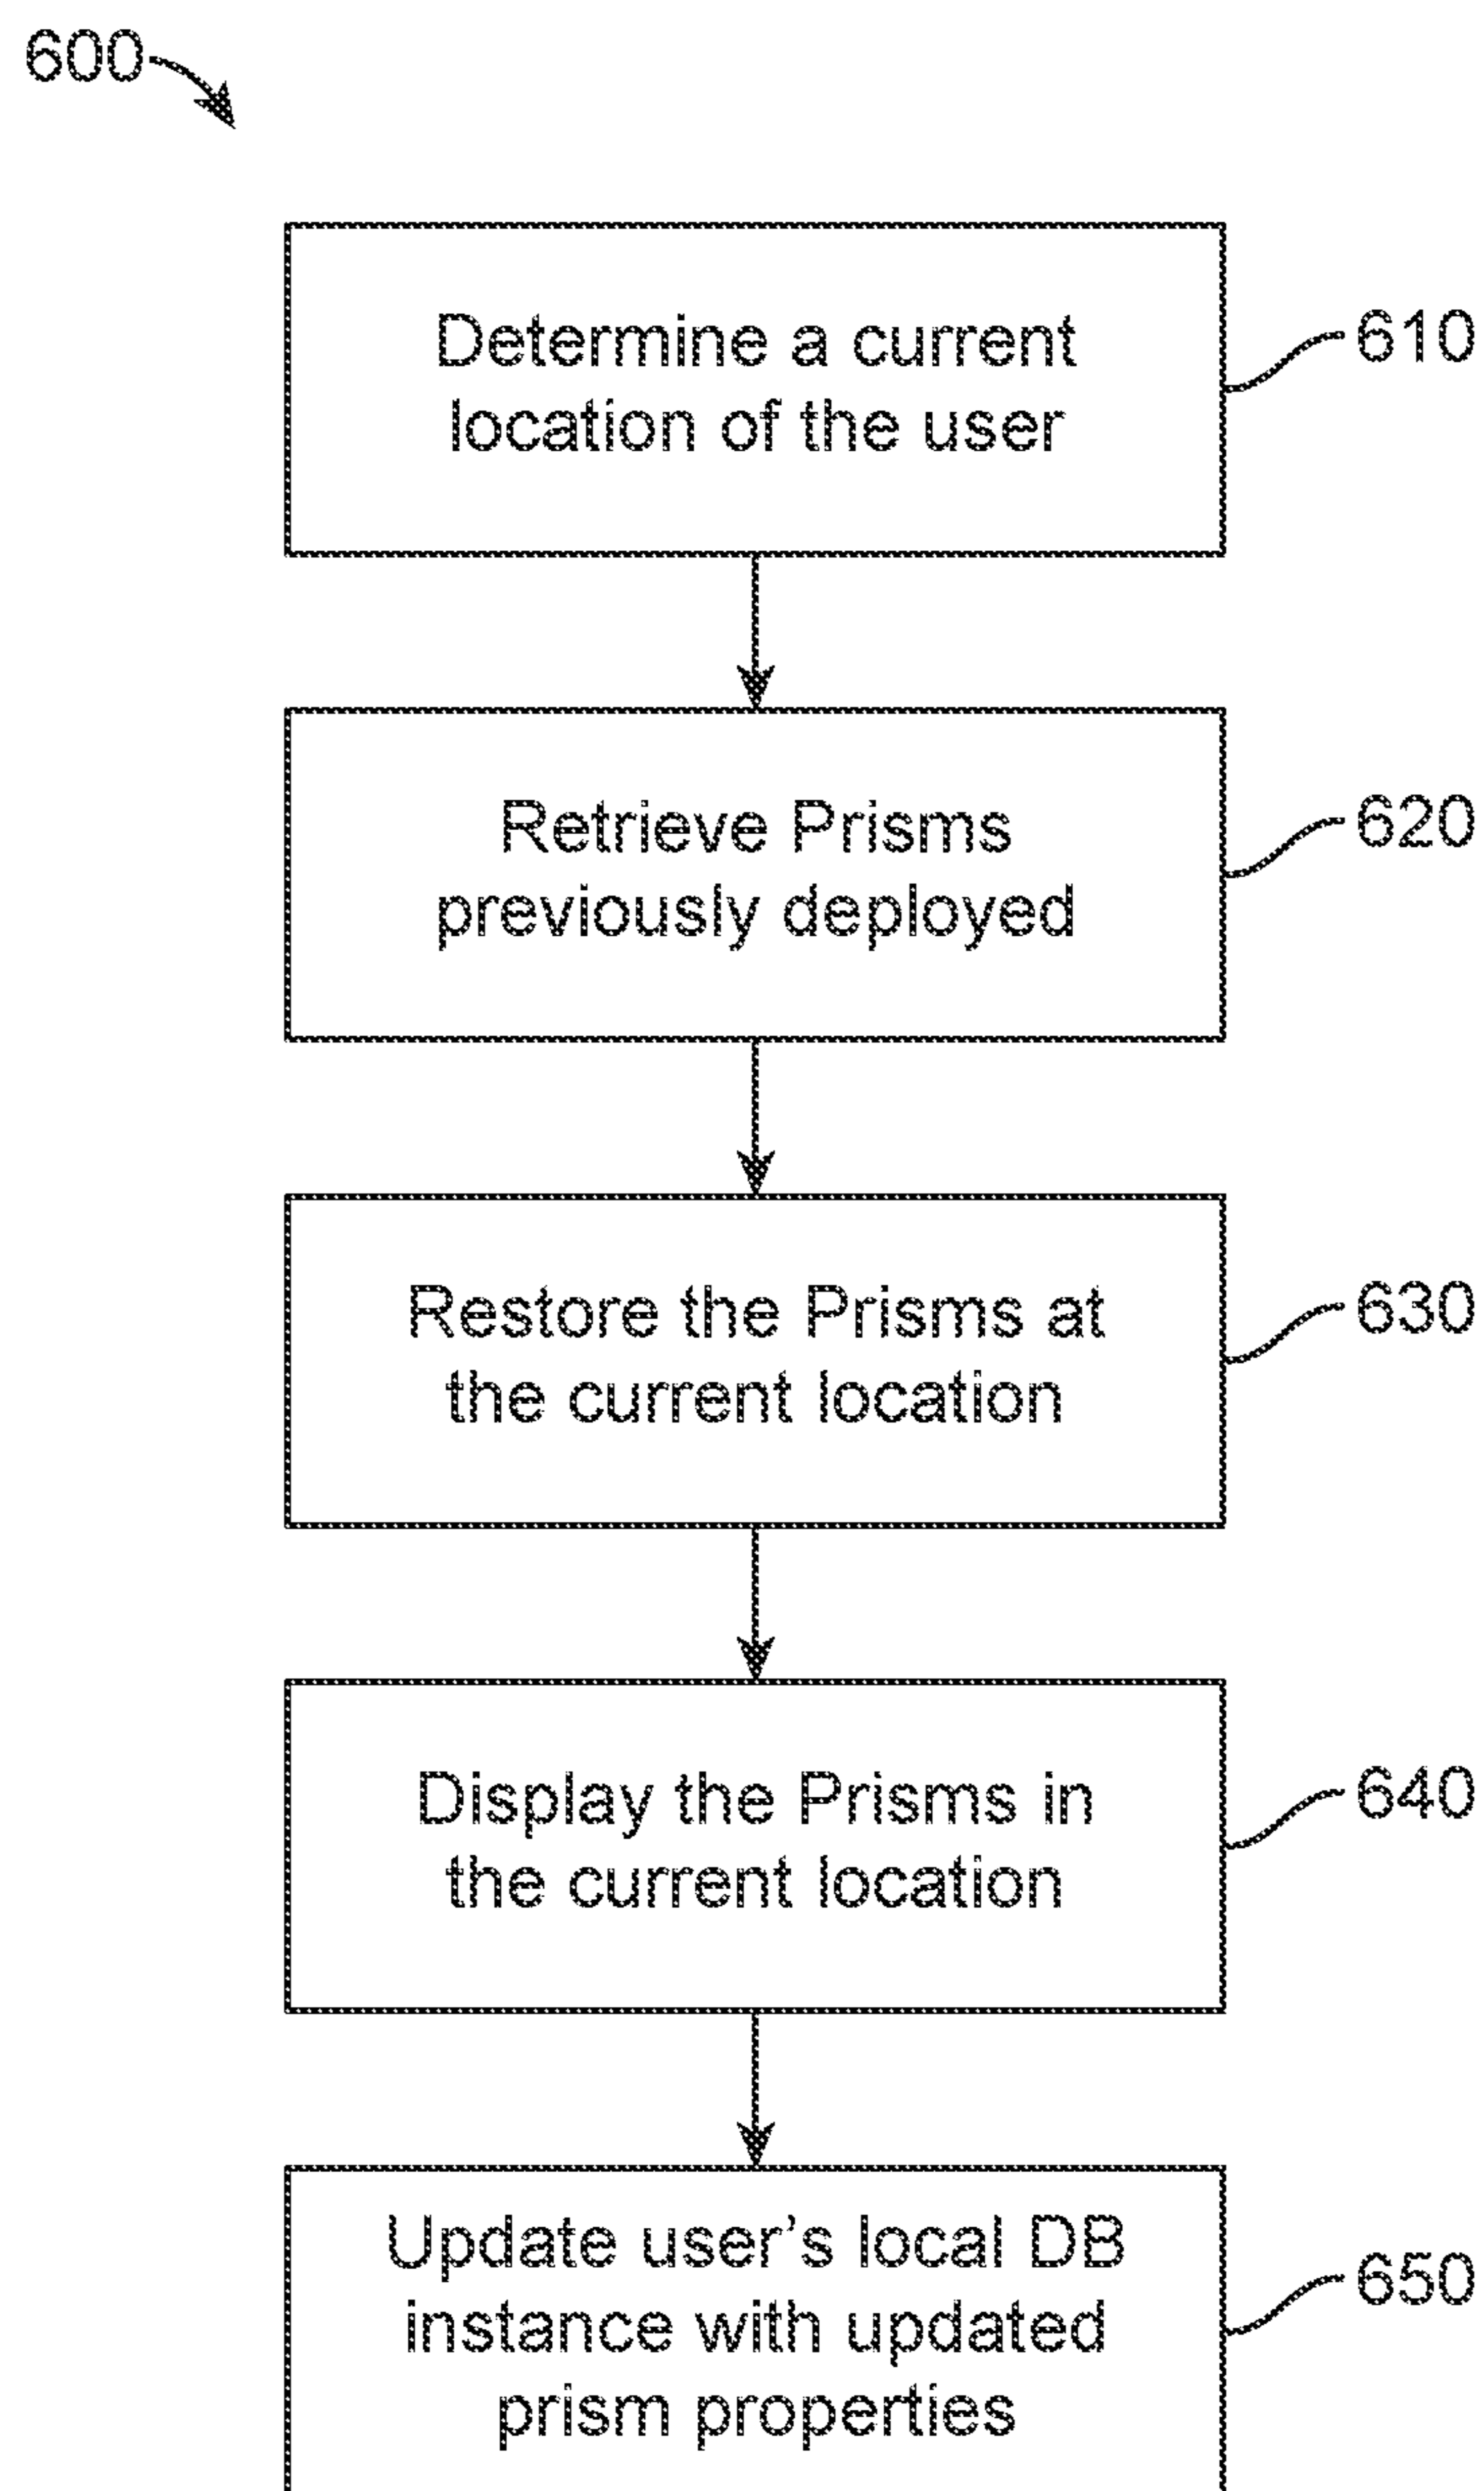 600
Determine a current
location of the user
610
Retrieve Prisms
previously deployed
620
Restore the Prisms at
the current location
630
Display the Prisms in
the current location
640
Update user's local DB
instance with updated
prism properties
650